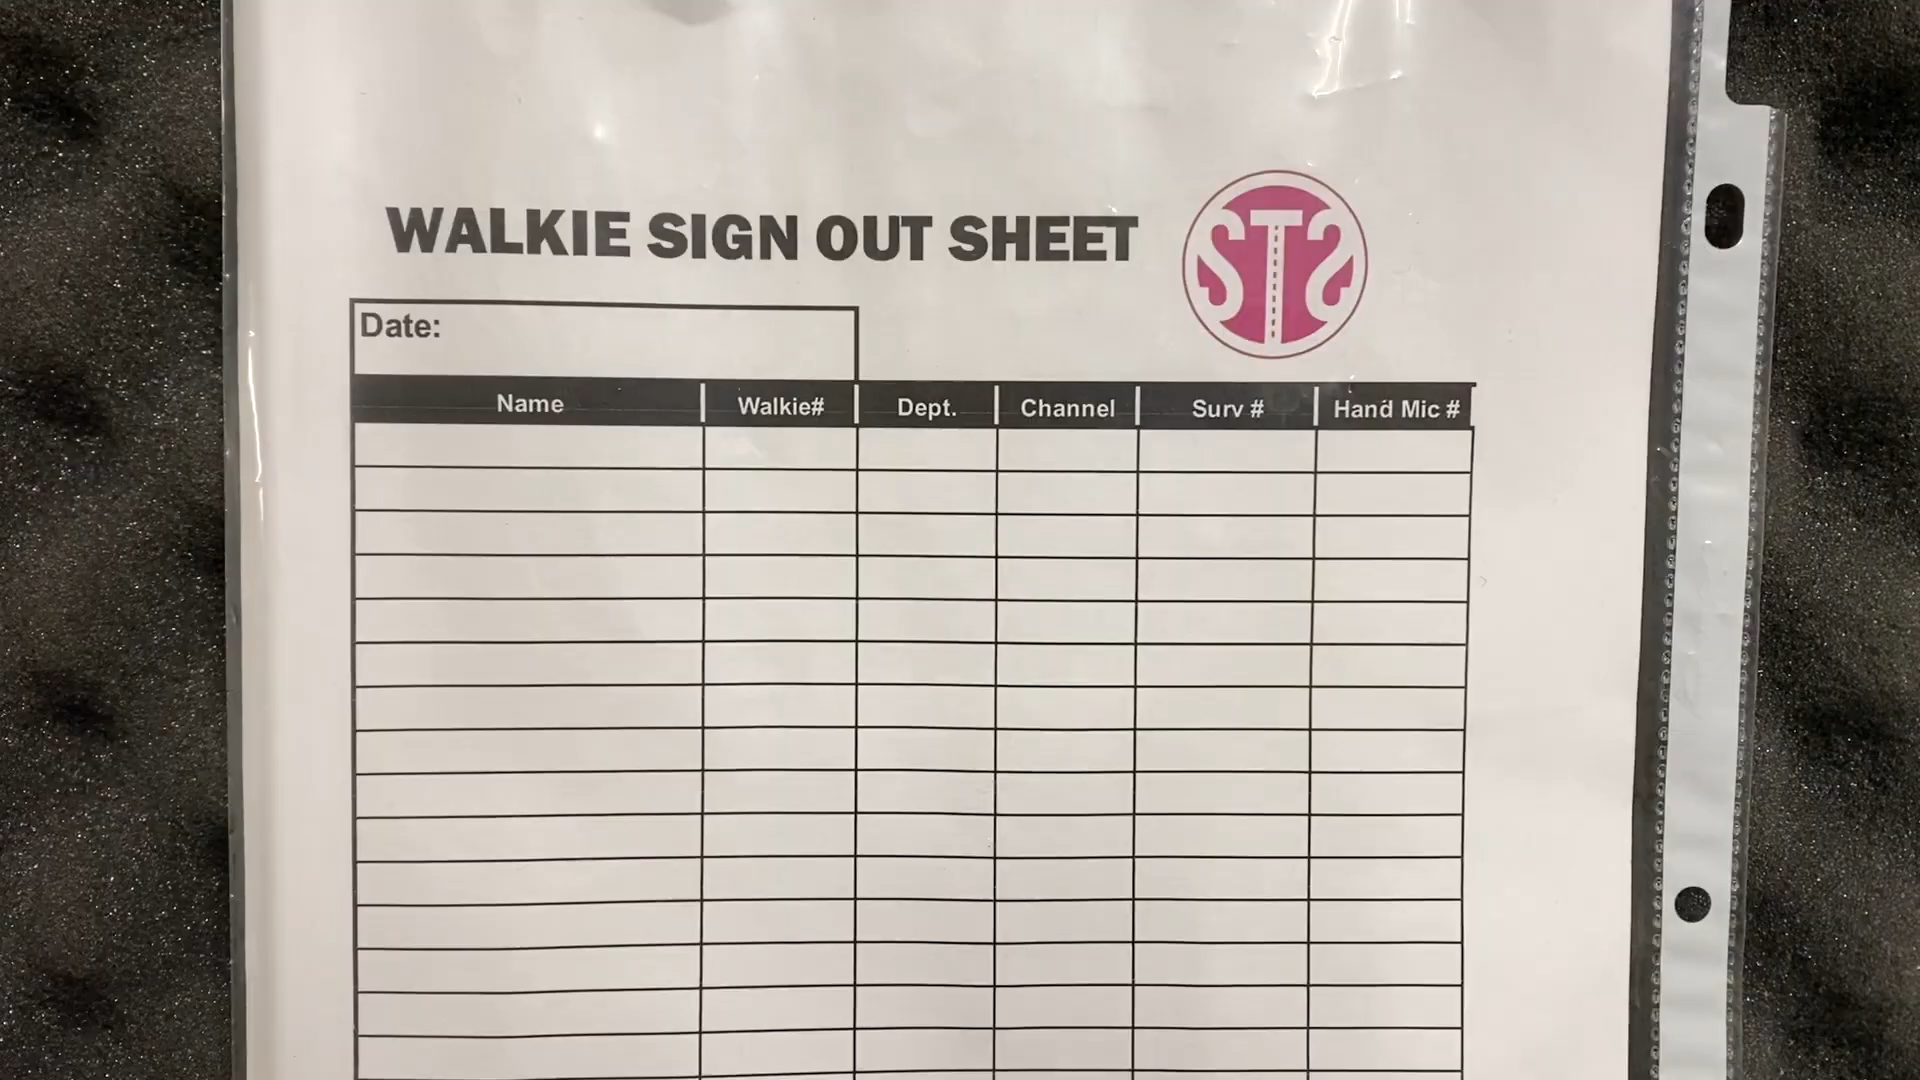 WALKIE SIGN OUT SHEET
STS
Date:
Name Walkie# Dept. Channel Surv # Hand Mic #